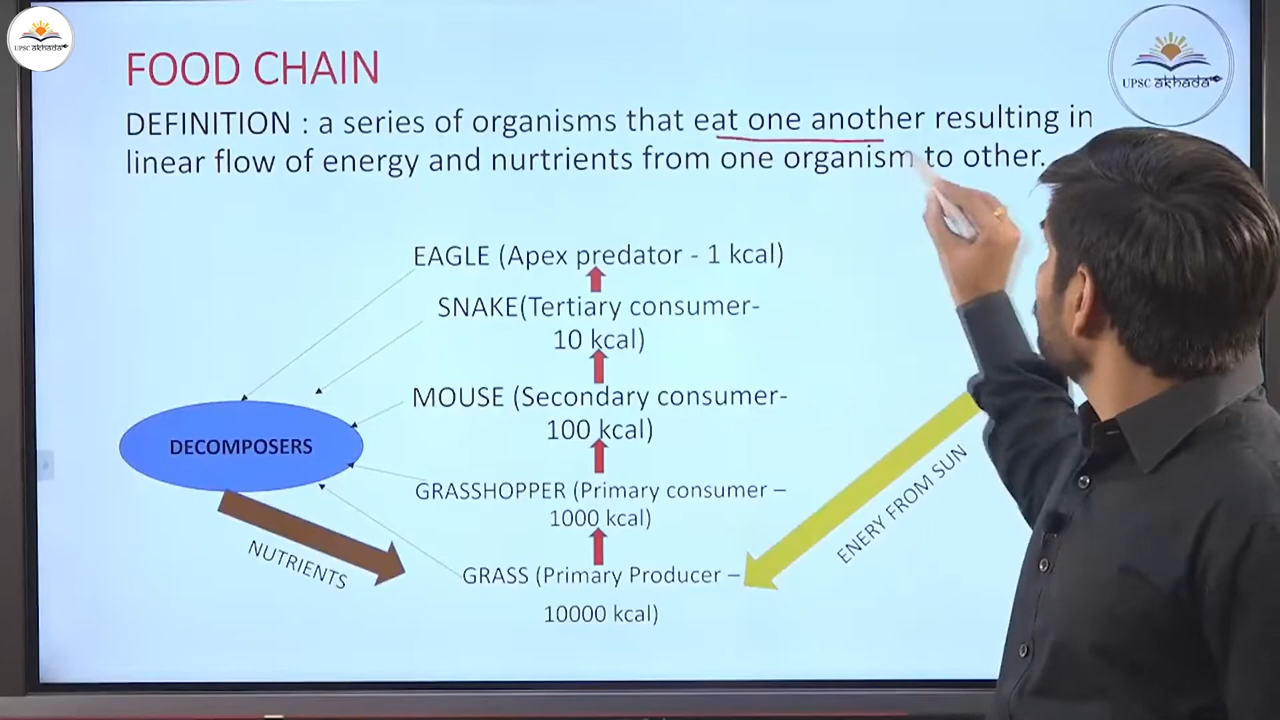 UPSC akhada
UPSC akhada
FOOD CHAIN
DEFINITION : a series of organisms that eat one another resulting in
linear flow of energy and nurtrients from one organism to other.
EAGLE (Apex predator - 1 kcal)
SNAKE(Tertiary consumer-
10 kcal)
MOUSE (Secondary consumer-
100 kcal)
DECOMPOSERS
GRASSHOPPER (Primary consumer –
1000 kcal)
ENERY FROM SUN
NUTRIENTS
GRASS (Primary Producer –
10000 kcal)